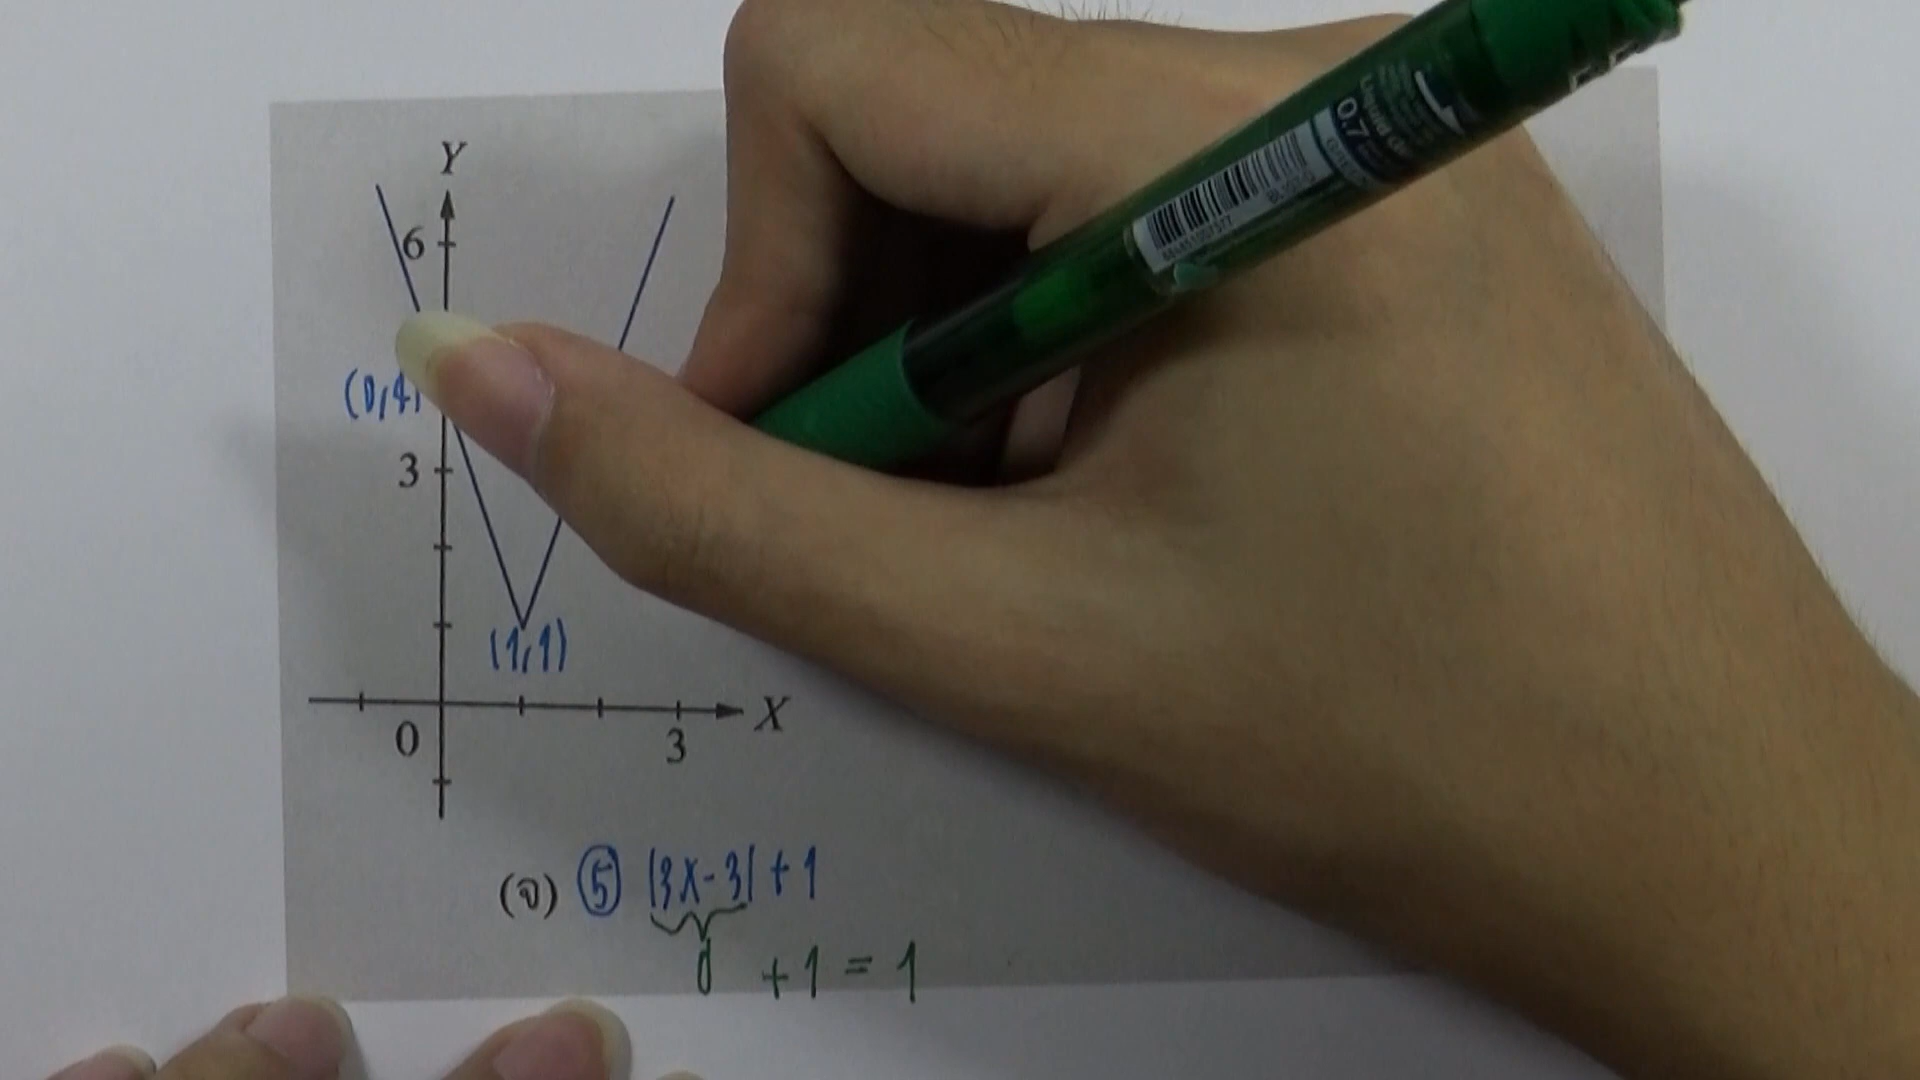 Y
6
(0,4)
3
(1,1)
X
0
3
(จ) ⑤ |3x-3| + 1
0 + 1 = 1
0.7